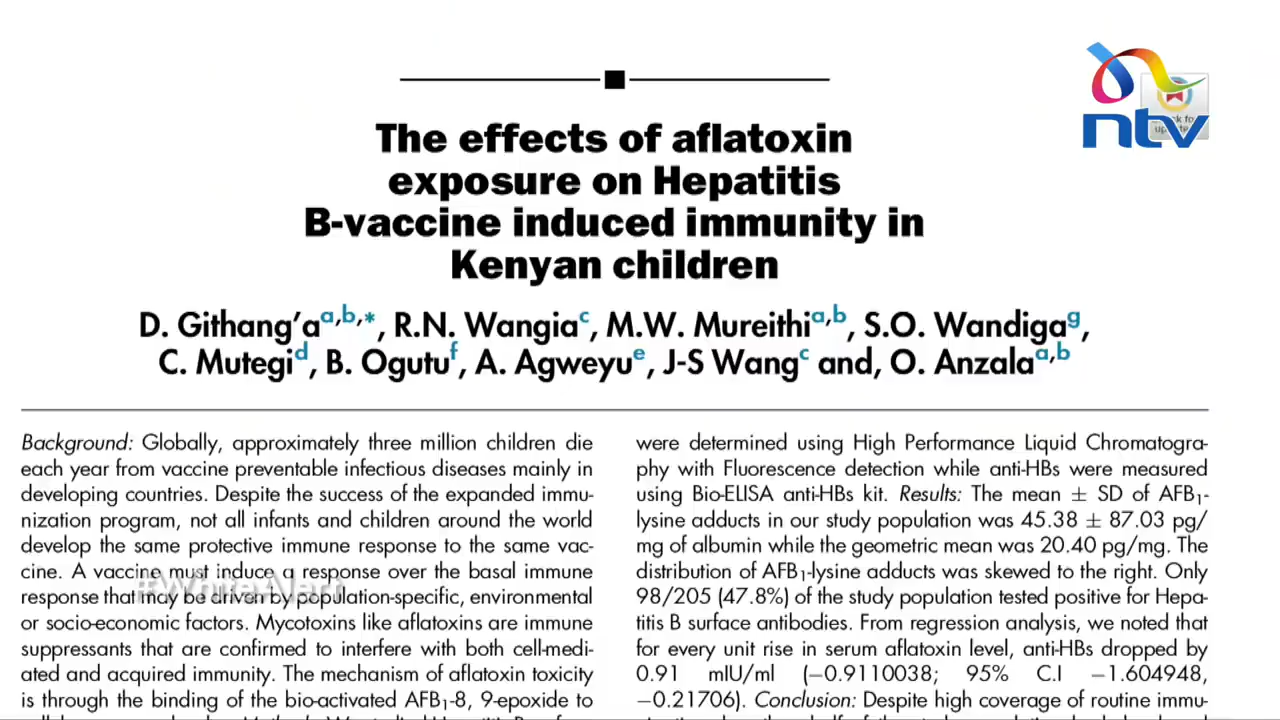 ntv
The effects of aflatoxin
exposure on Hepatitis
B-vaccine induced immunity in
Kenyan children
D. Githang'aa,b,*, R.N. Wangiac, M.W. Mureithia,b, S.O. Wandigag,
C. Mutegid, B. Ogutuf, A. Agweyue, J-S Wangc and, O. Anzalaa,b
Background: Globally, approximately three million children die
each year from vaccine preventable infectious diseases mainly in
developing countries. Despite the success of the expanded immu-
nization program, not all infants and children around the world
develop the same protective immune response to the same vac-
cine. A vaccine must induce a response over the basal immune
response that may be driven by population-specific, environmental
or socio-economic factors. Mycotoxins like aflatoxins are immune
suppressants that are confirmed to interfere with both cell-medi-
ated and acquired immunity. The mechanism of aflatoxin toxicity
is through the binding of the bio-activated AFB1-8, 9-epoxide to
were determined using High Performance Liquid Chromatogra-
phy with Fluorescence detection while anti-HBs were measured
using Bio-ELISA anti-HBs kit. Results: The mean ± SD of AFB1-
lysine adducts in our study population was 45.38 ± 87.03 pg/
mg of albumin while the geometric mean was 20.40 pg/mg. The
distribution of AFB1-lysine adducts was skewed to the right. Only
98/205 (47.8%) of the study population tested positive for Hepa-
titis B surface antibodies. From regression analysis, we noted that
for every unit rise in serum aflatoxin level, anti-HBs dropped by
0.91 mIU/ml (−0.9110038; 95% C.I −1.604948,
−0.21706). Conclusion: Despite high coverage of routine immu-
#WhiteAlert